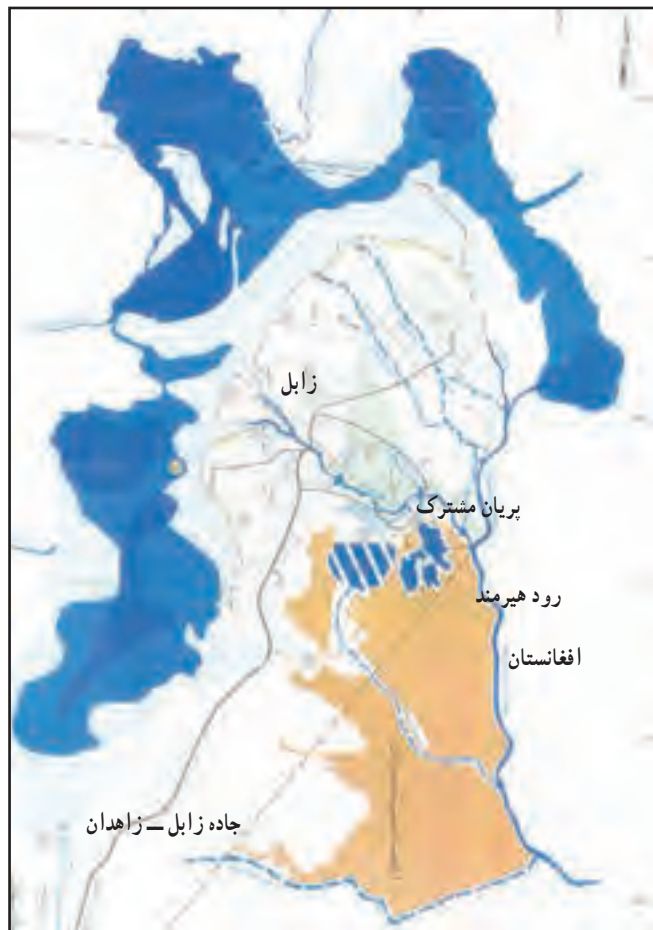 زابل
پریان مشترک
رود هیرمند
افغانستان
جاده زابل ــ زاهدان